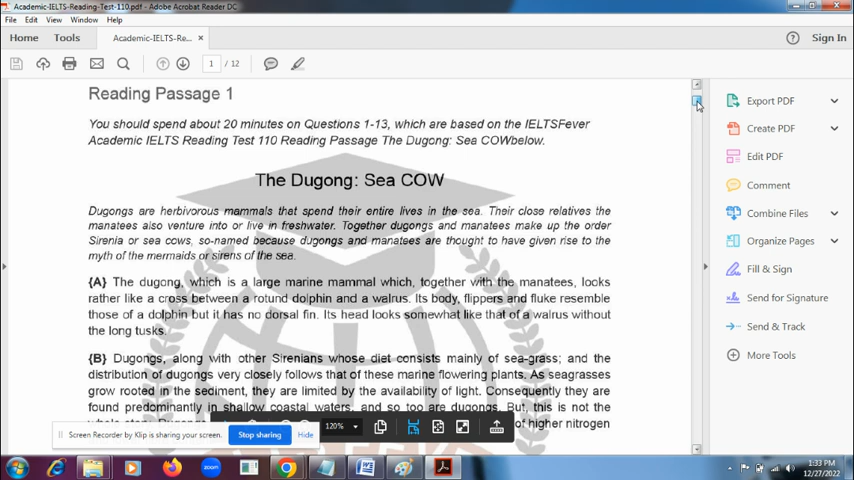 Academic-IELTS-Reading-Test-110.pdf - Adobe Acrobat Reader DC
File Edit View Window Help
Home Tools Academic-IELTS-Re... × Sign In
1 / 12
Reading Passage 1
You should spend about 20 minutes on Questions 1-13, which are based on the IELTSFever
Academic IELTS Reading Test 110 Reading Passage The Dugong: Sea COWbelow.
The Dugong: Sea COW
Dugongs are herbivorous mammals that spend their entire lives in the sea. Their close relatives the
manatees also venture into or live in freshwater. Together dugongs and manatees make up the order
Sirenia or sea cows, so-named because dugongs and manatees are thought to have given rise to the
myth of the mermaids or sirens of the sea.
{A} The dugong, which is a large marine mammal which, together with the manatees, looks
rather like a cross between a rotund dolphin and a walrus. Its body, flippers and fluke resemble
those of a dolphin but it has no dorsal fin. Its head looks somewhat like that of a walrus without
the long tusks.
{B} Dugongs, along with other Sirenians whose diet consists mainly of sea-grass; and the
distribution of dugongs very closely follows that of these marine flowering plants. As seagrasses
grow rooted in the sediment, they are limited by the availability of light. Consequently they are
found predominantly in shallow coastal waters, and so too are dugongs. But, this is not the
of higher nitrogen
Export PDF
Create PDF
Edit PDF
Comment
Combine Files
Organize Pages
Fill & Sign
Send for Signature
Send & Track
More Tools
120%
Screen Recorder by Klip is sharing your screen. Stop sharing Hide
zoom
1:33 PM
12/27/2022